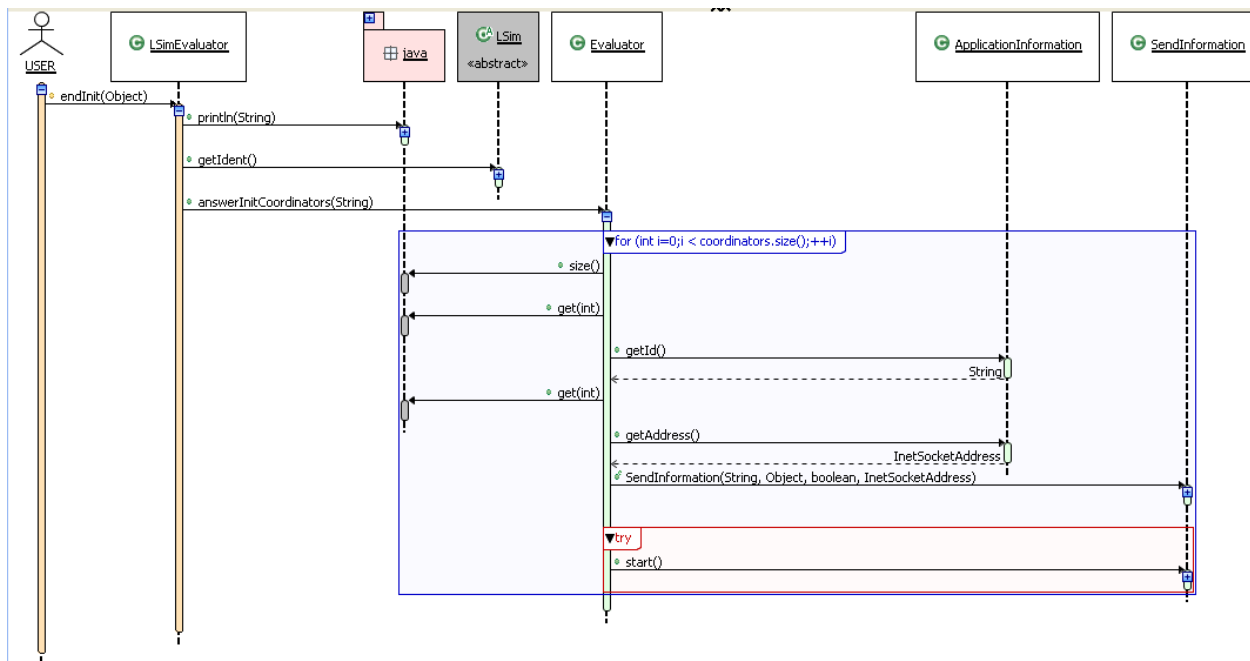 USER
LSimEvaluator
java
LSim
«abstract»
Evaluator
ApplicationInformation
SendInformation
endInit(Object)
println(String)
getIdent()
answerInitCoordinators(String)
for (int i=0;i < coordinators.size();++i)
size()
get(int)
getId()
String
get(int)
getAddress()
InetSocketAddress
SendInformation(String, Object, boolean, InetSocketAddress)
try
start()